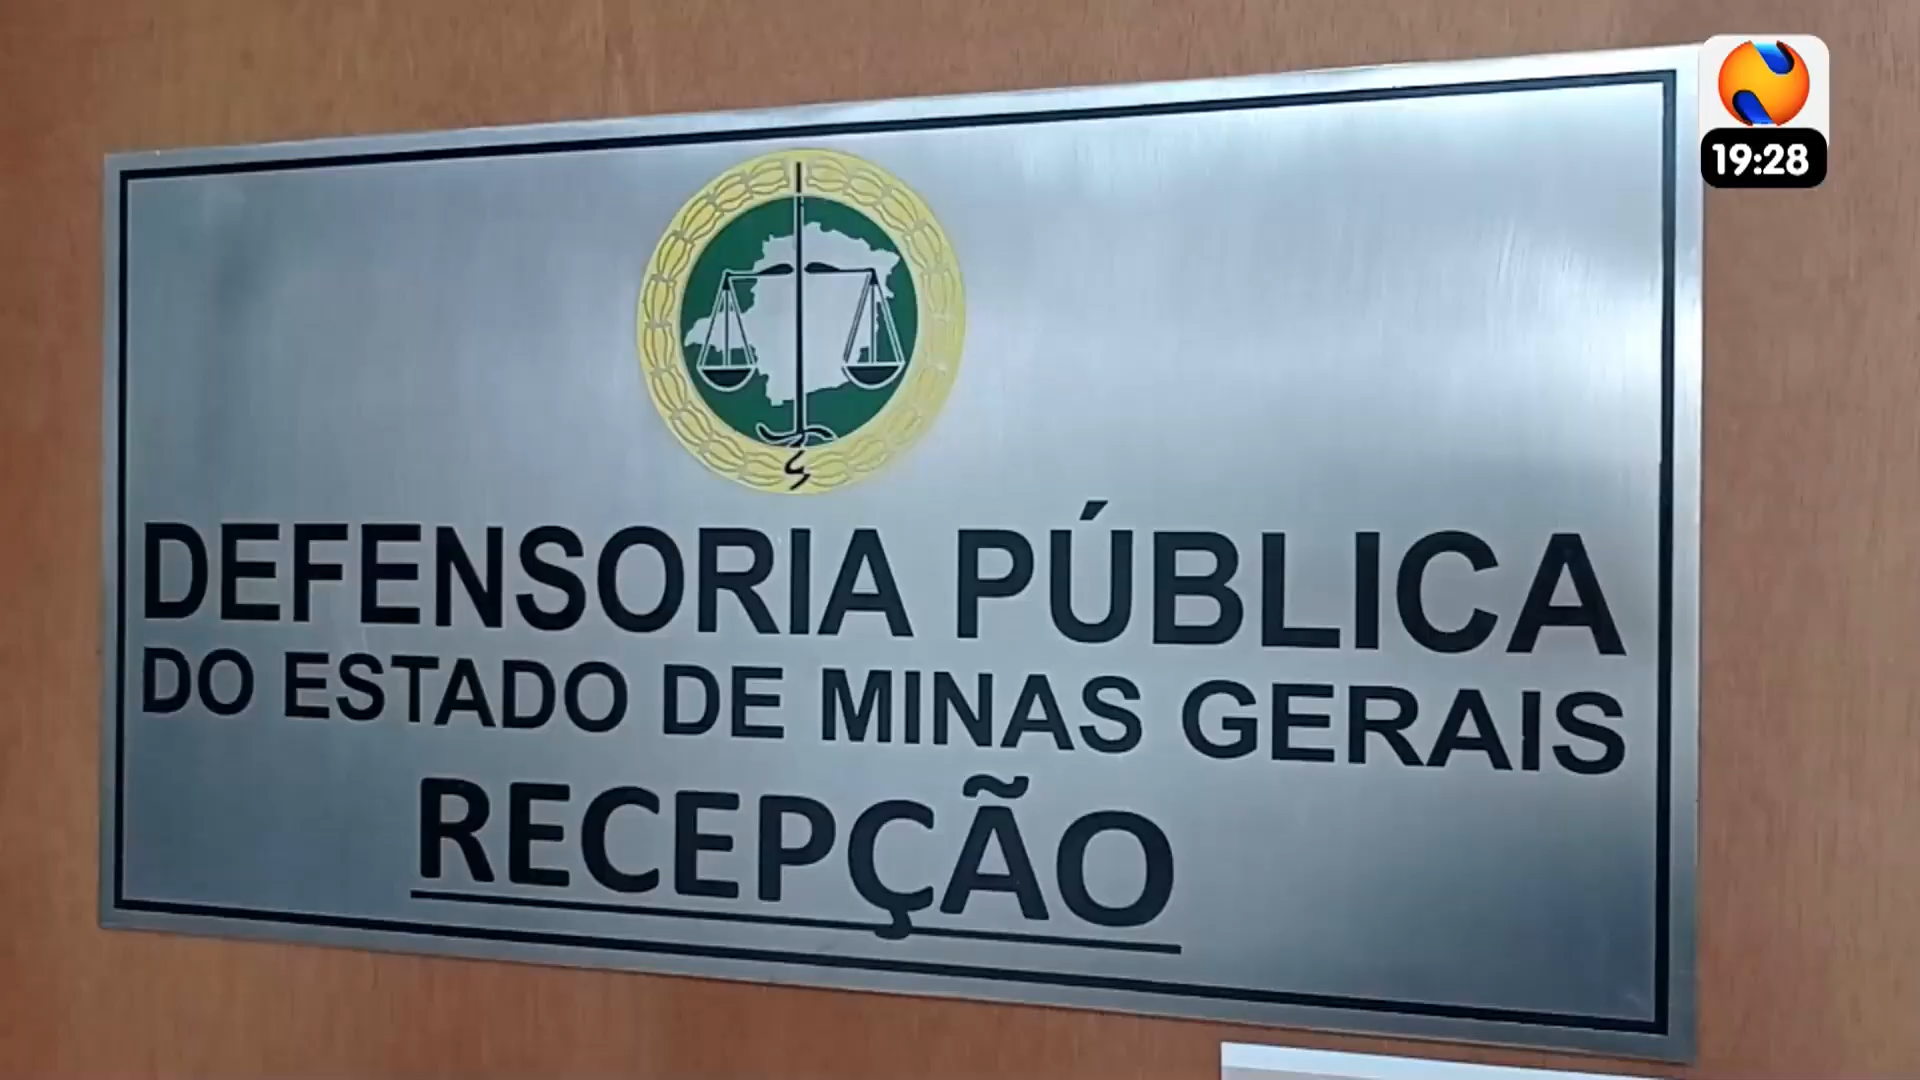 19:28
DEFENSORIA PÚBLICA
DO ESTADO DE MINAS GERAIS
RECEPÇÃO